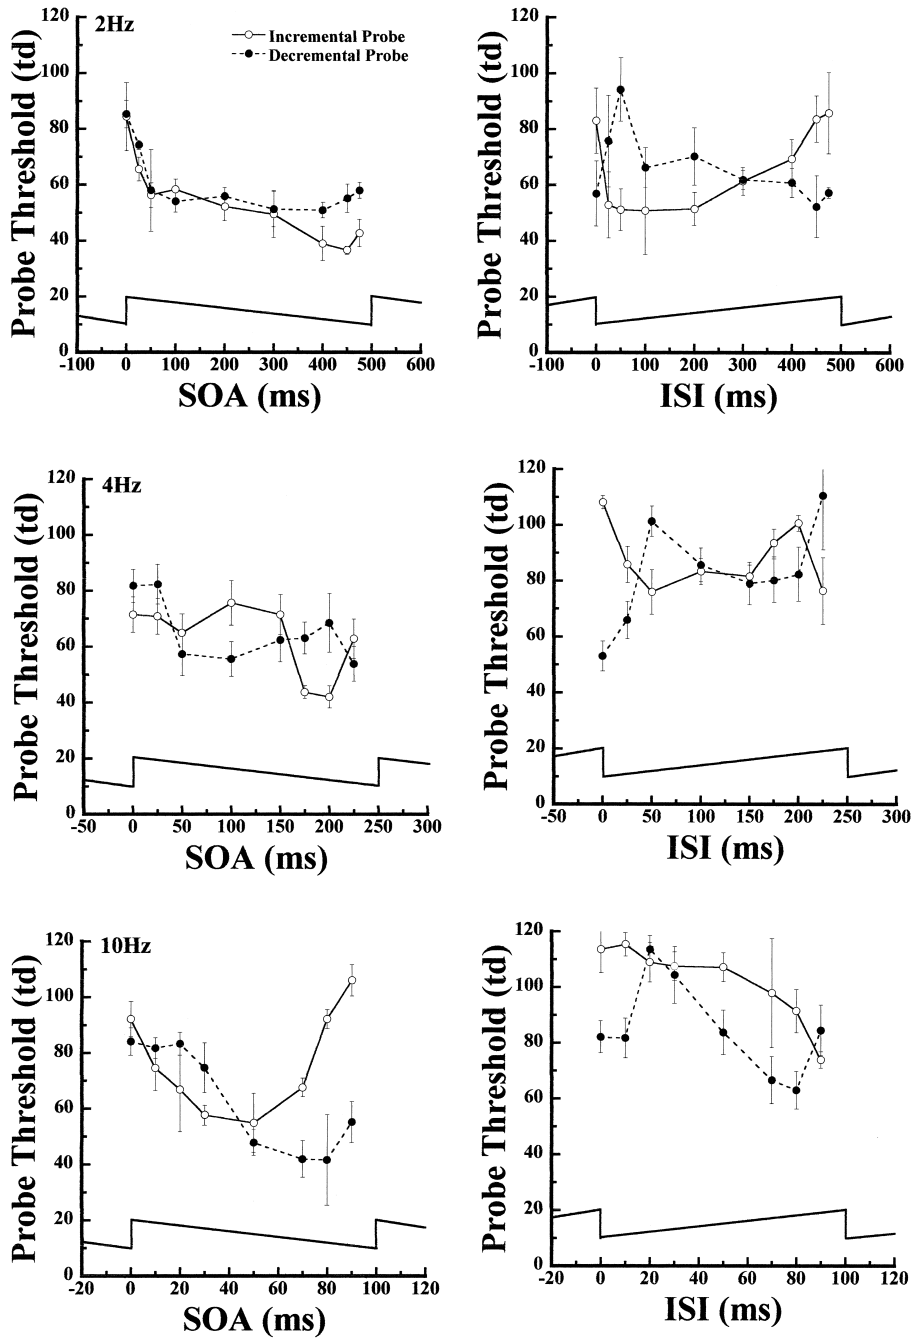 2Hz
Incremental Probe
Decremental Probe
Probe Threshold (td)
120
100
80
60
40
20
0
-100 0 100 200 300 400 500 600
SOA (ms)
Probe Threshold (td)
120
100
80
60
40
20
0
-100 0 100 200 300 400 500 600
ISI (ms)
4Hz
Probe Threshold (td)
120
100
80
60
40
20
0
-50 0 50 100 150 200 250 300
SOA (ms)
Probe Threshold (td)
120
100
80
60
40
20
0
-50 0 50 100 150 200 250 300
ISI (ms)
10Hz
Probe Threshold (td)
120
100
80
60
40
20
0
-20 0 20 40 60 80 100 120
SOA (ms)
Probe Threshold (td)
120
100
80
60
40
20
0
-20 0 20 40 60 80 100 120
ISI (ms)